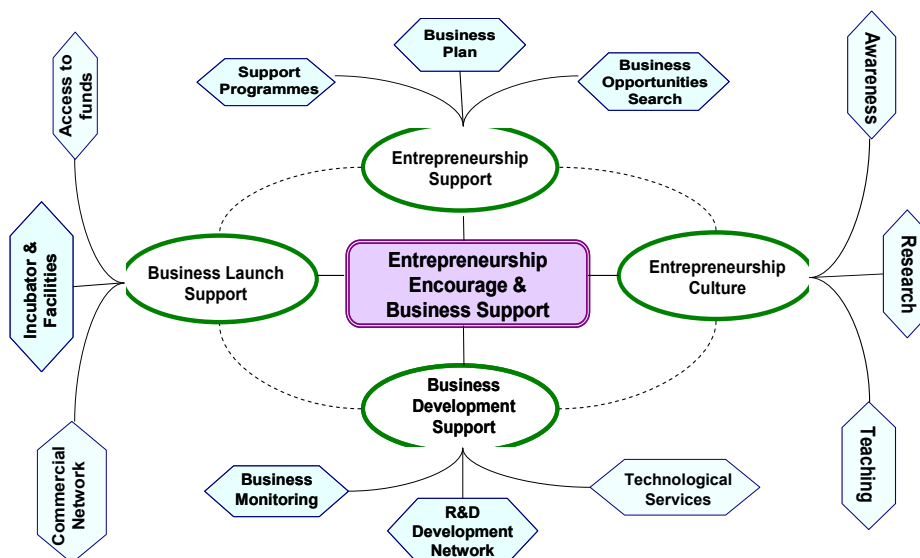 Business
Plan
Support
Programmes
Business
Opportunities
Search
Access to
funds
Awareness
Entrepreneurship
Support
Incubator &
Facilities
Business Launch
Support
Entrepreneurship
Encourage &
Business Support
Entrepreneurship
Culture
Research
Business
Development
Support
Commercial
Network
Business
Monitoring
R&D
Development
Network
Technological
Services
Teaching